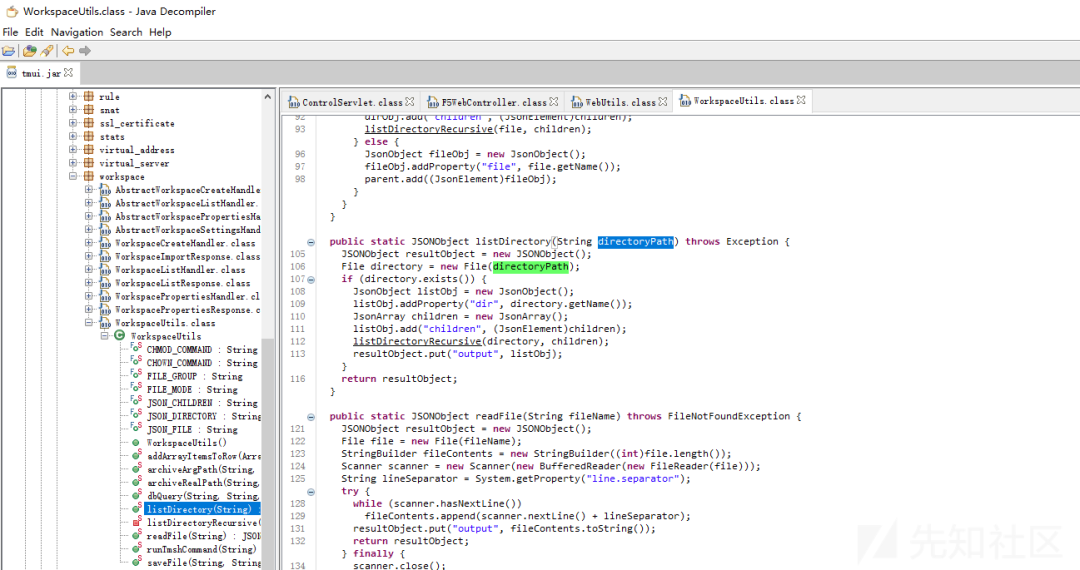 WorkspaceUtils.class - Java Decompiler
File Edit Navigation Search Help
tmui.jar
rule
snat
ssl_certificate
stats
virtual_address
virtual_server
workspace
AbstractWorkspaceCreateHandle
AbstractWorkspaceListHandler.
AbstractWorkspacePropertiesHa
AbstractWorkspaceSettingsHand
WorkspaceCreateHandler.class
WorkspaceImportResponse.class
WorkspaceListHandler.class
WorkspaceListResponse.class
WorkspacePropertiesHandler.cl
WorkspacePropertiesResponse.c
WorkspaceUtils.class
WorkspaceUtils
CHMOD_COMMAND : String
CHOWN_COMMAND : String
FILE_GROUP : String
FILE_MODE : String
JSON_CHILDREN : String
JSON_DIRECTORY : String
JSON_FILE : String
WorkspaceUtils()
addArrayItemsToRow(Arra
archiveArgPath(String,
archiveRealPath(String,
dbQuery(String, String,
listDirectory(String)
listDirectoryRecursive(
readFile(String) : JSON
runTmshCommand(String)
saveFile(String, String
ControlServlet.class F5WebController.class WebUtils.class WorkspaceUtils.class
92 dirObj.add("children", (JsonElement)children);
93 listDirectoryRecursive(file, children);
} else {
96 JsonObject fileObj = new JsonObject();
97 fileObj.addProperty("file", file.getName());
98 parent.add((JsonElement)fileObj);
}
}
}
public static JSONObject listDirectory(String directoryPath) throws Exception {
105 JSONObject resultObject = new JSONObject();
106 File directory = new File(directoryPath);
107 if (directory.exists()) {
108 JsonObject listObj = new JsonObject();
109 listObj.addProperty("dir", directory.getName());
110 JsonArray children = new JsonArray();
111 listObj.add("children", (JsonElement)children);
112 listDirectoryRecursive(directory, children);
113 resultObject.put("output", listObj);
}
116 return resultObject;
}
public static JSONObject readFile(String fileName) throws FileNotFoundException {
121 JSONObject resultObject = new JSONObject();
122 File file = new File(fileName);
123 StringBuilder fileContents = new StringBuilder((int)file.length());
124 Scanner scanner = new Scanner(new BufferedReader(new FileReader(file)));
125 String lineSeparator = System.getProperty("line.separator");
try {
128 while (scanner.hasNextLine())
129 fileContents.append(scanner.nextLine() + lineSeparator);
131 resultObject.put("output", fileContents.toString());
132 return resultObject;
} finally {
134 scanner.close();
先知社区